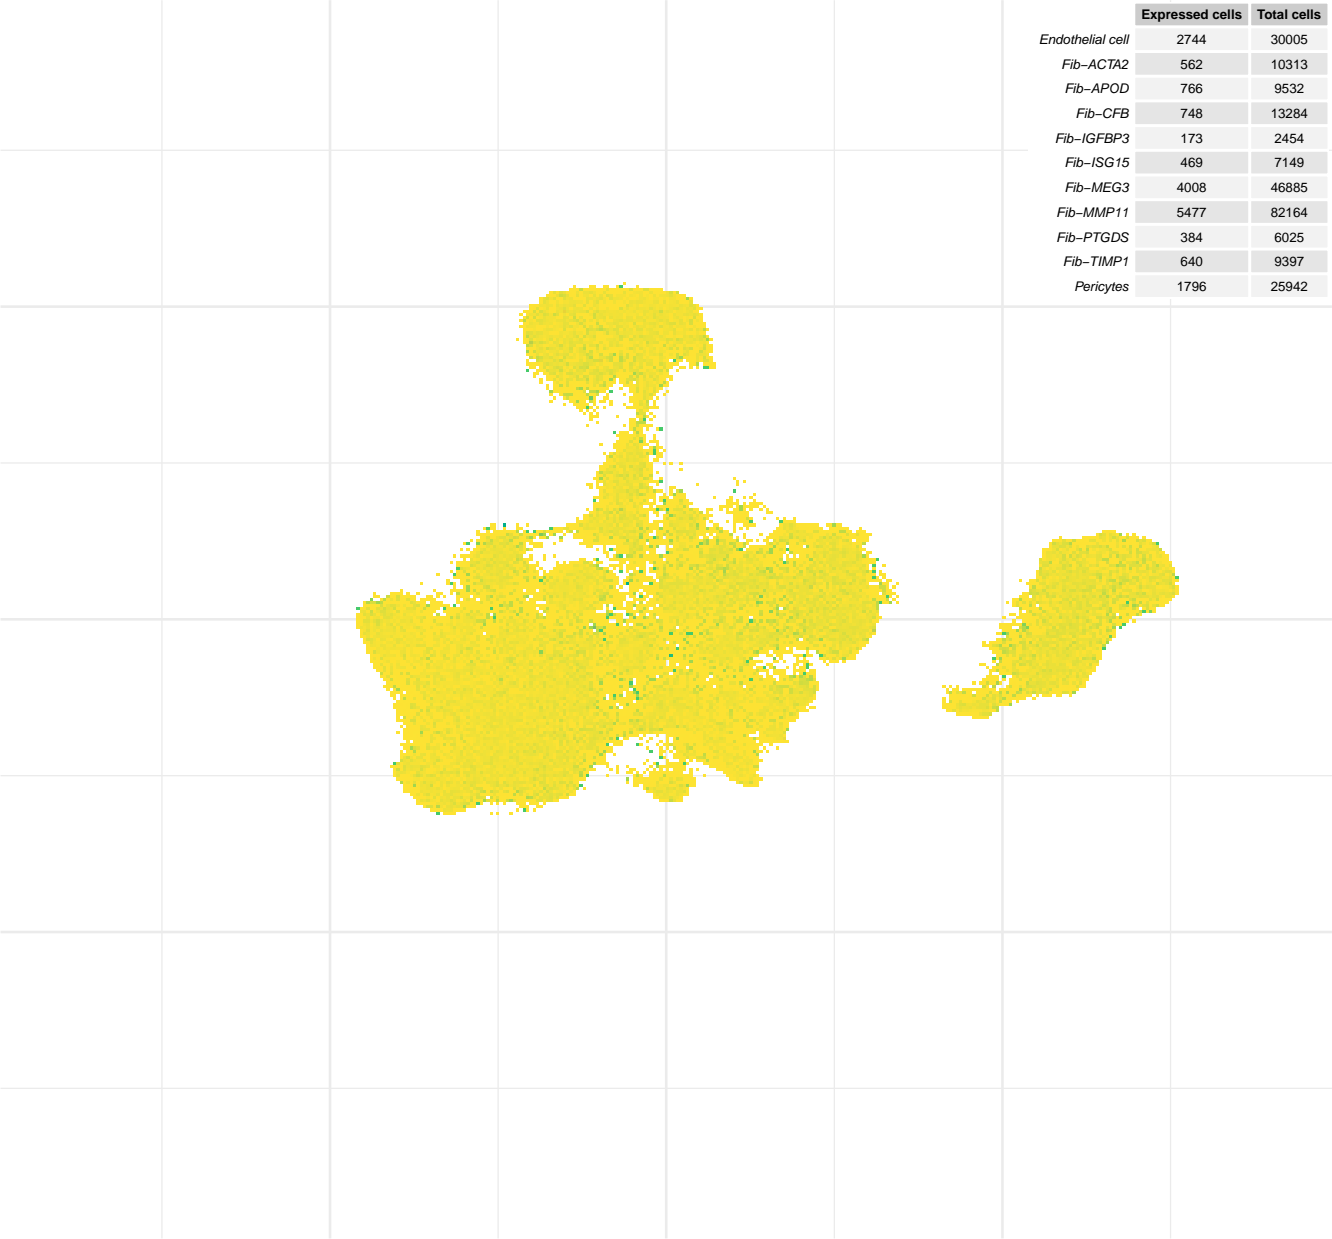 Expressed cells Total cells
Endothelial cell 2744 30005
Fib−ACTA2 562 10313
Fib−APOD 766 9532
Fib−CFB 748 13284
Fib−IGFBP3 173 2454
Fib−ISG15 469 7149
Fib−MEG3 4008 46885
Fib−MMP11 5477 82164
Fib−PTGDS 384 6025
Fib−TIMP1 640 9397
Pericytes 1796 25942